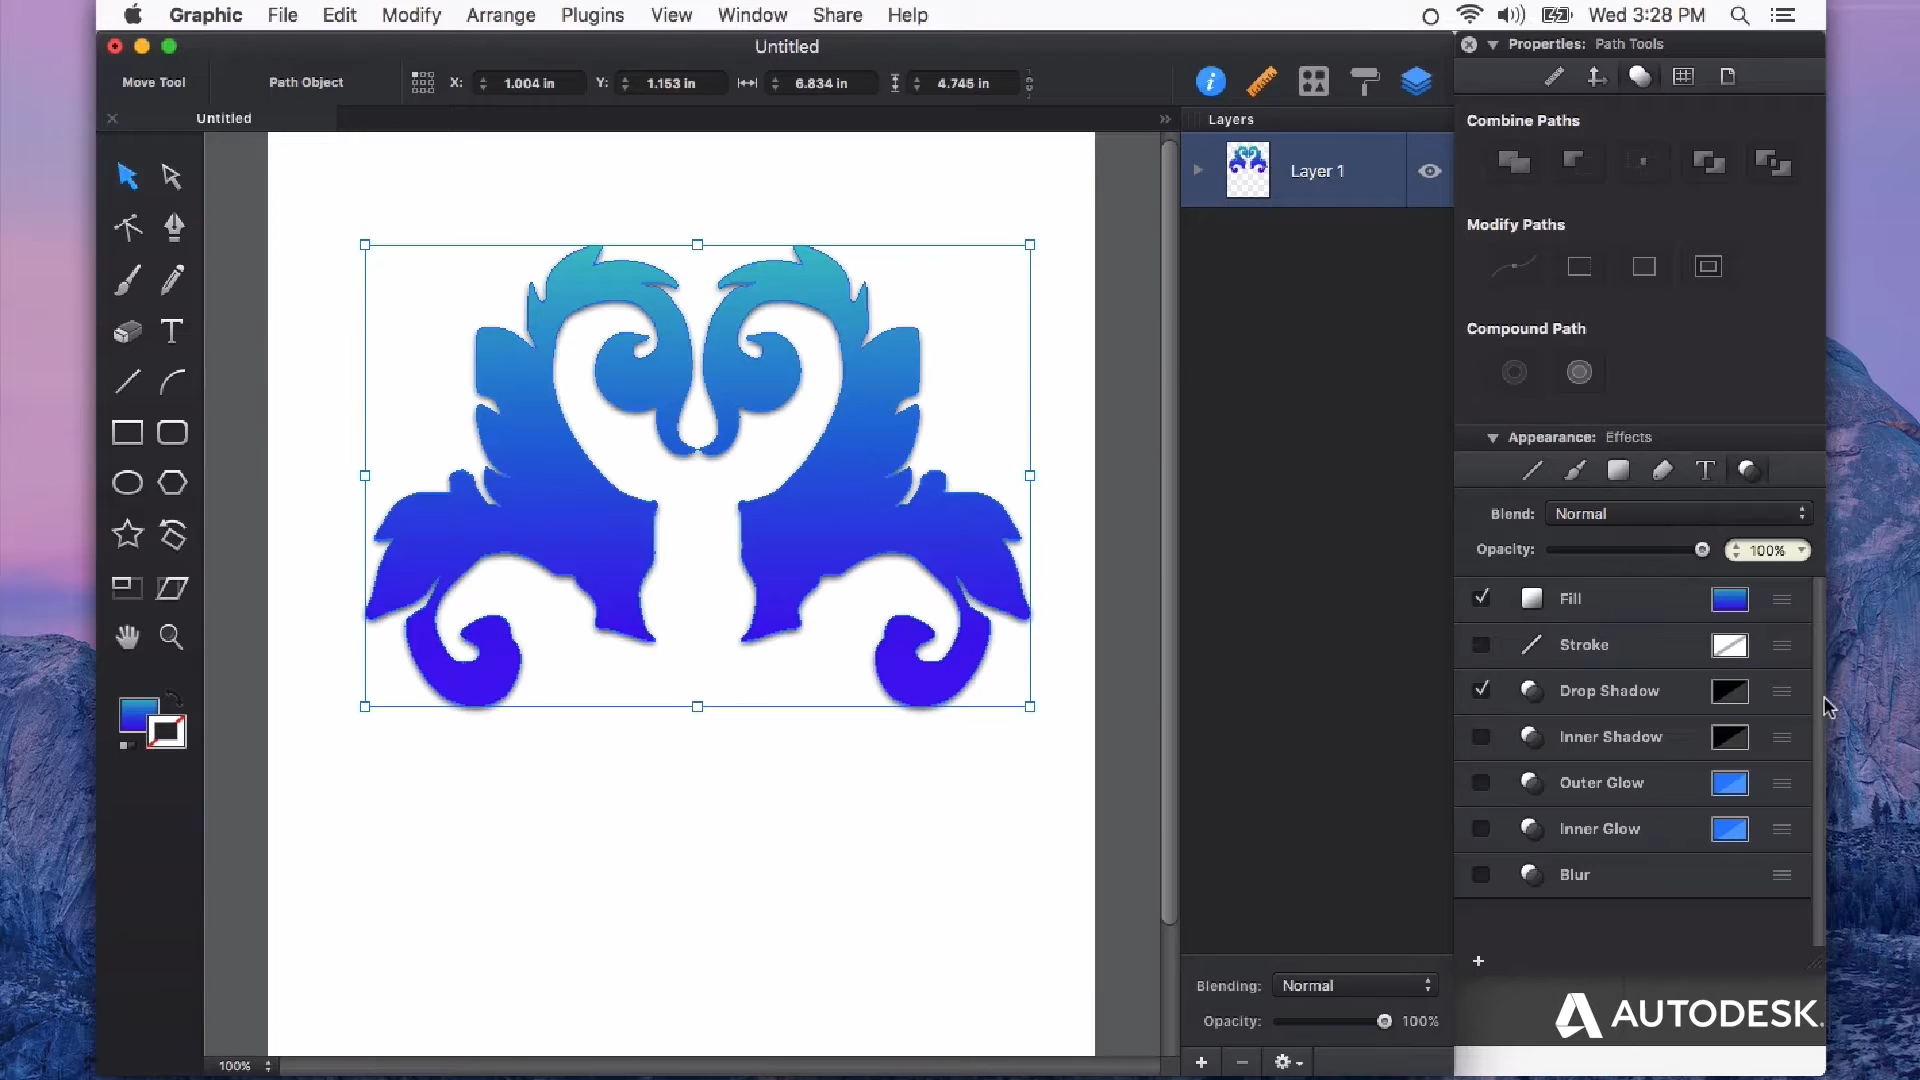 Graphic File Edit Modify Arrange Plugins View Window Share Help Wed 3:28 PM
Untitled
Properties: Path Tools
Move Tool Path Object X: 1.004 in Y: 1.153 in 6.834 in 4.745 in
Untitled
Layers
Combine Paths
Layer 1
Modify Paths
Compound Path
Appearance: Effects
Blend: Normal
Opacity: 100%
Fill
Stroke
Drop Shadow
Inner Shadow
Outer Glow
Inner Glow
Blur
Blending: Normal
Opacity: 100%
AUTODESK.
100%